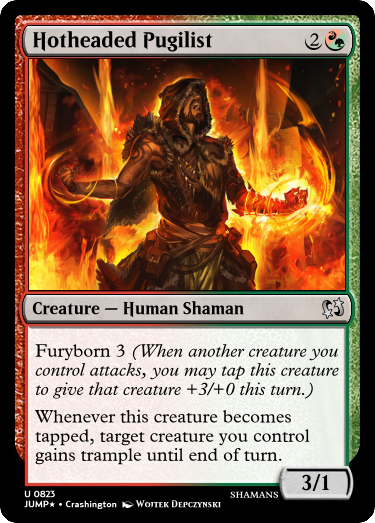 Hotheaded Pugilist 2
Creature — Human Shaman
Furyborn 3 (When another creature you
control attacks, you may tap this creature
to give that creature +3/+0 this turn.)
Whenever this creature becomes
tapped, target creature you control
gains trample until end of turn.
3/1
U 0823
SHAMANS
JUMP★ • Crashington Wojtek Depczynski